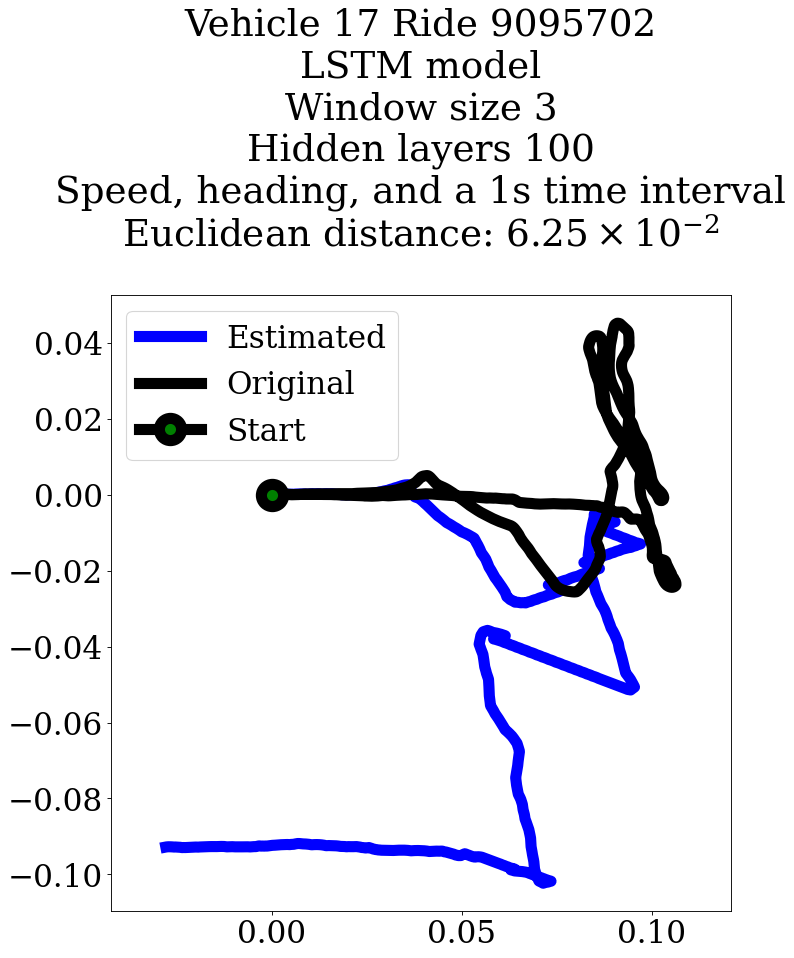 Vehicle 17 Ride 9095702
LSTM model
Window size 3
Hidden layers 100
Speed, heading, and a 1s time interval
Euclidean distance: 6.25 × 10⁻²
Estimated
Original
Start
0.04
0.02
0.00
−0.02
−0.04
−0.06
−0.08
−0.10
0.00 0.05 0.10